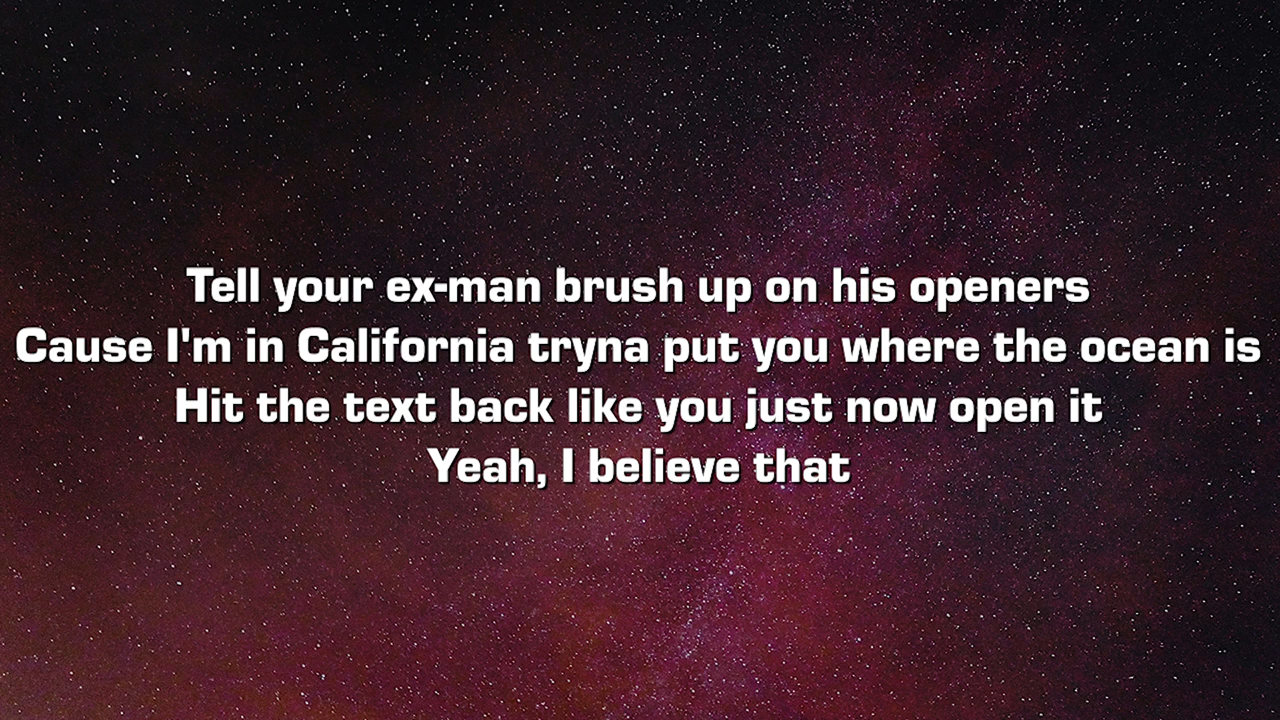 Tell your ex-man brush up on his openers
Cause I'm in California tryna put you where the ocean is
Hit the text back like you just now open it
Yeah, I believe that